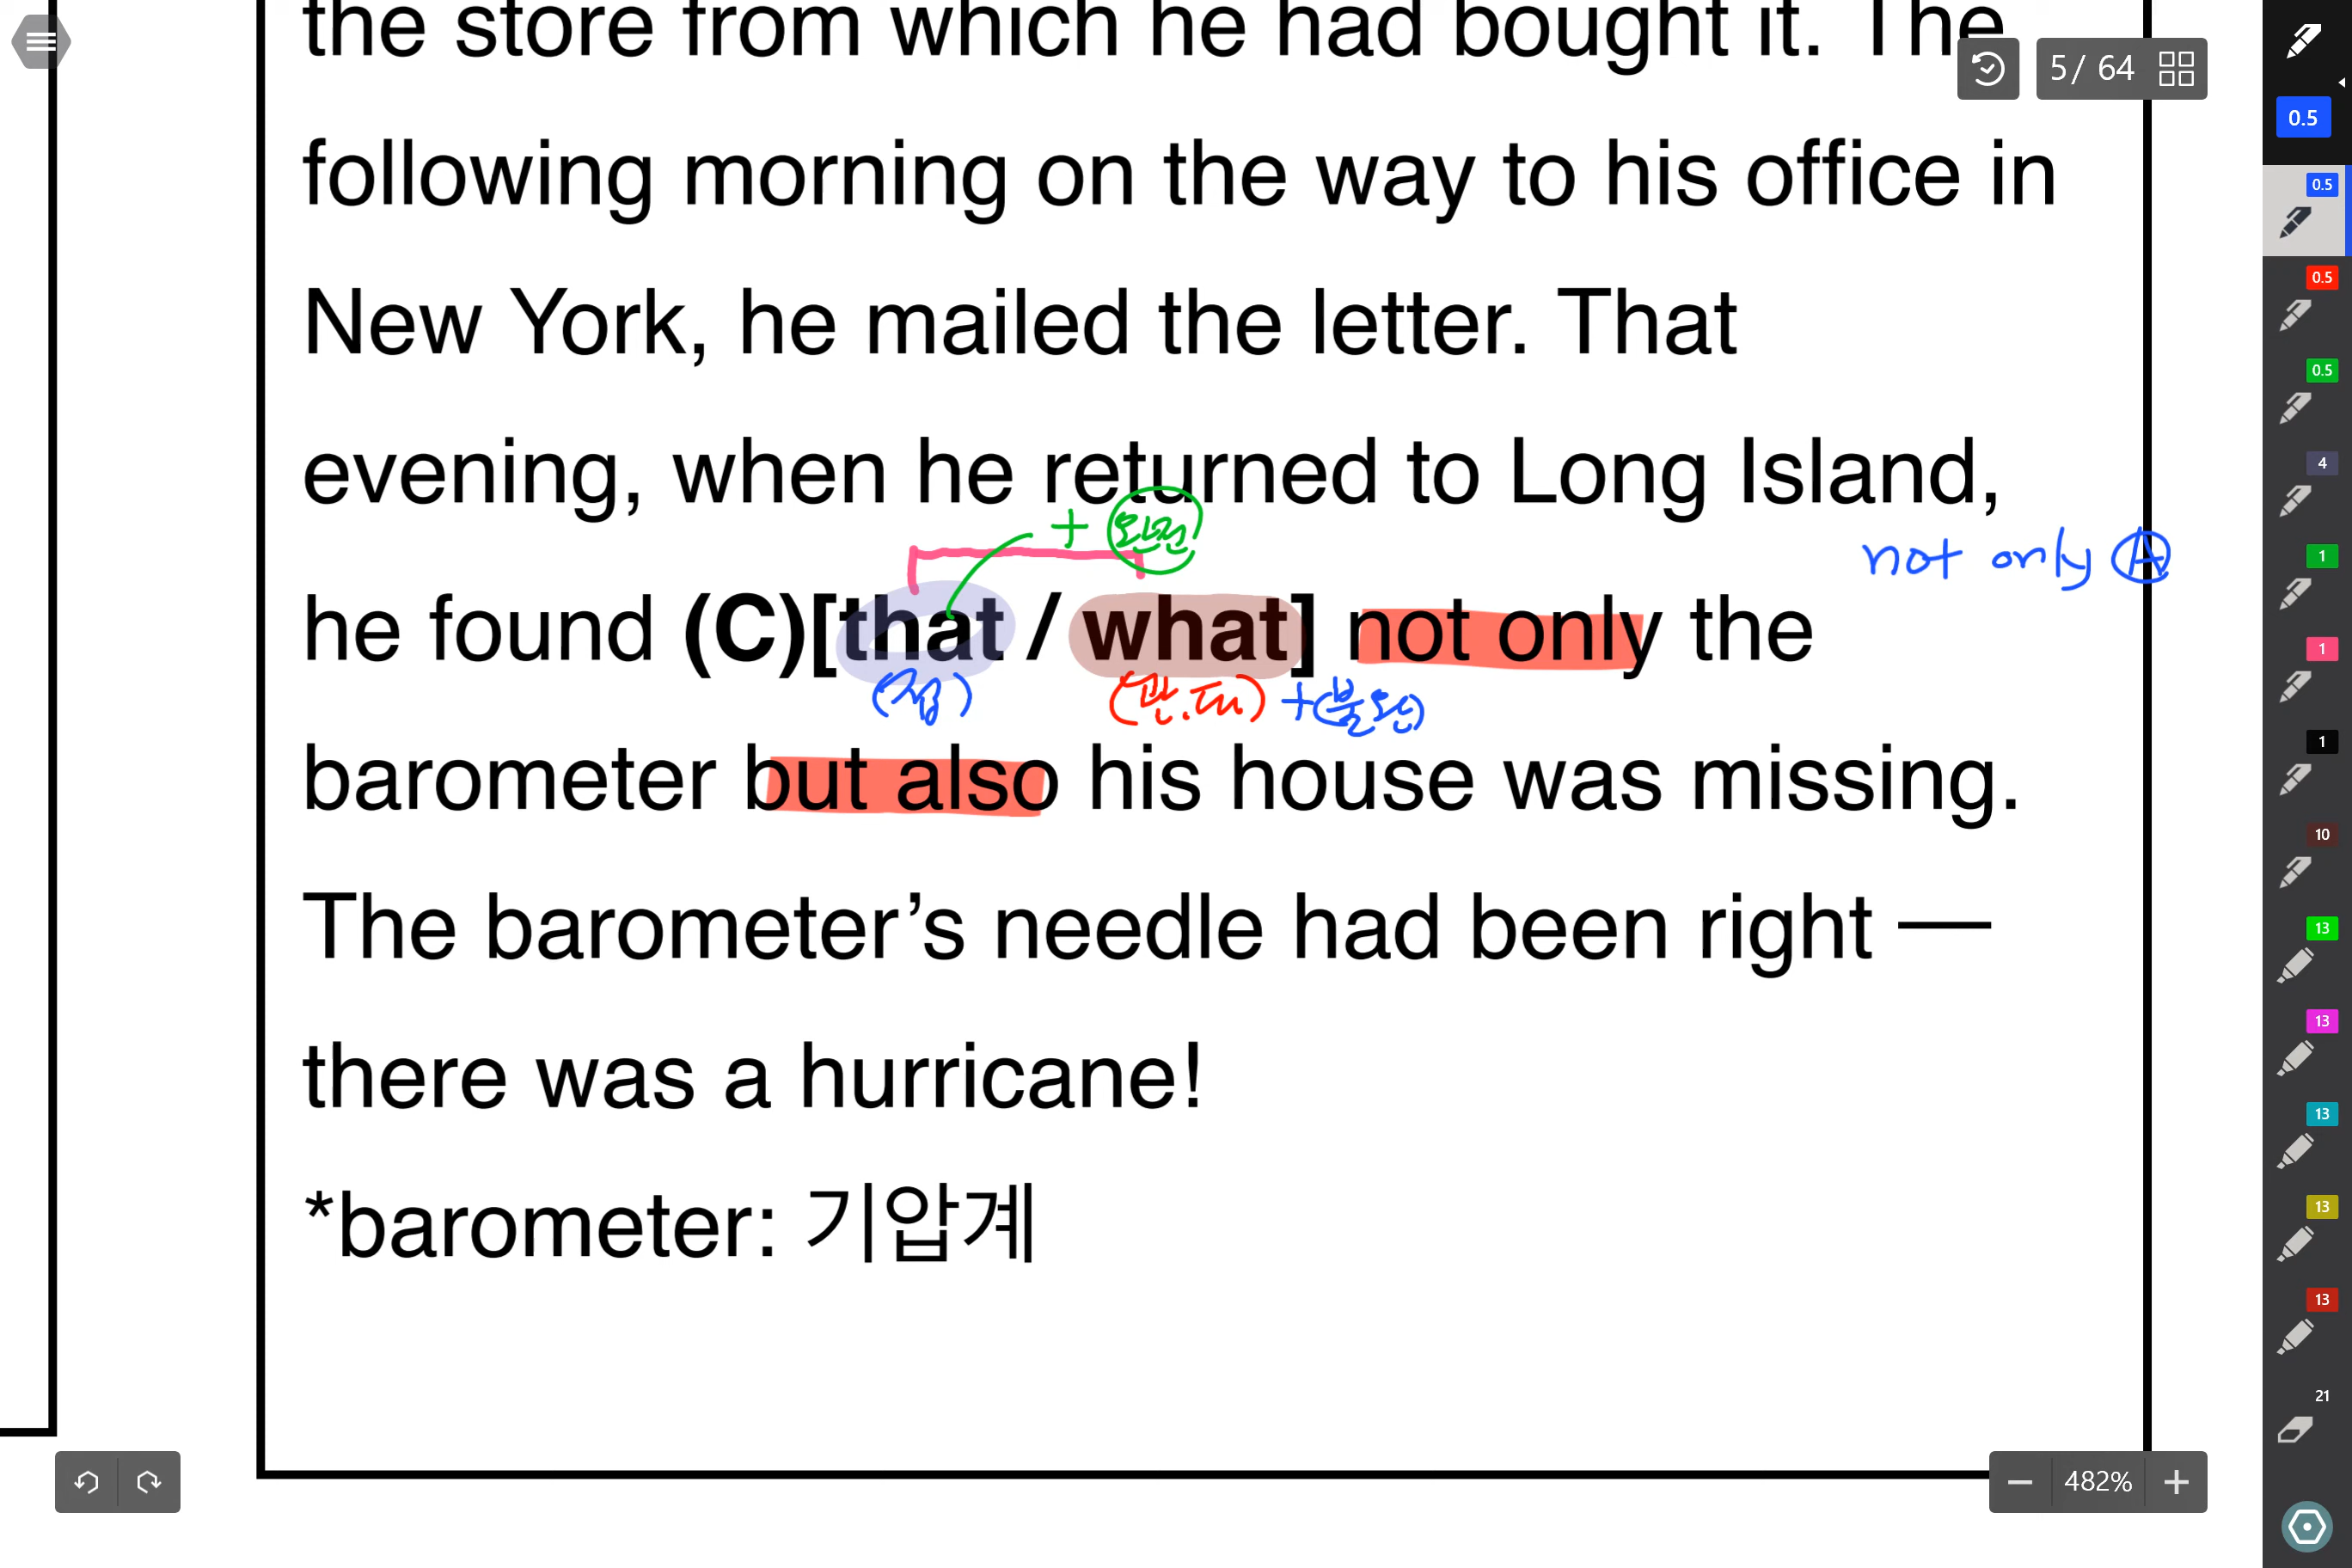 the store from which he had bought it. The
5/ 64
following morning on the way to his office in
New York, he mailed the letter. That
evening, when he returned to Long Island,
+ 완전
not only A
he found (C)[that / what] not only the
+(불완)
barometer but also his house was missing.
The barometer’s needle had been right —
there was a hurricane!
*barometer: 기압계
482%
0.5
0.5
0.5
0.5
4
1
1
1
10
13
13
13
13
13
21